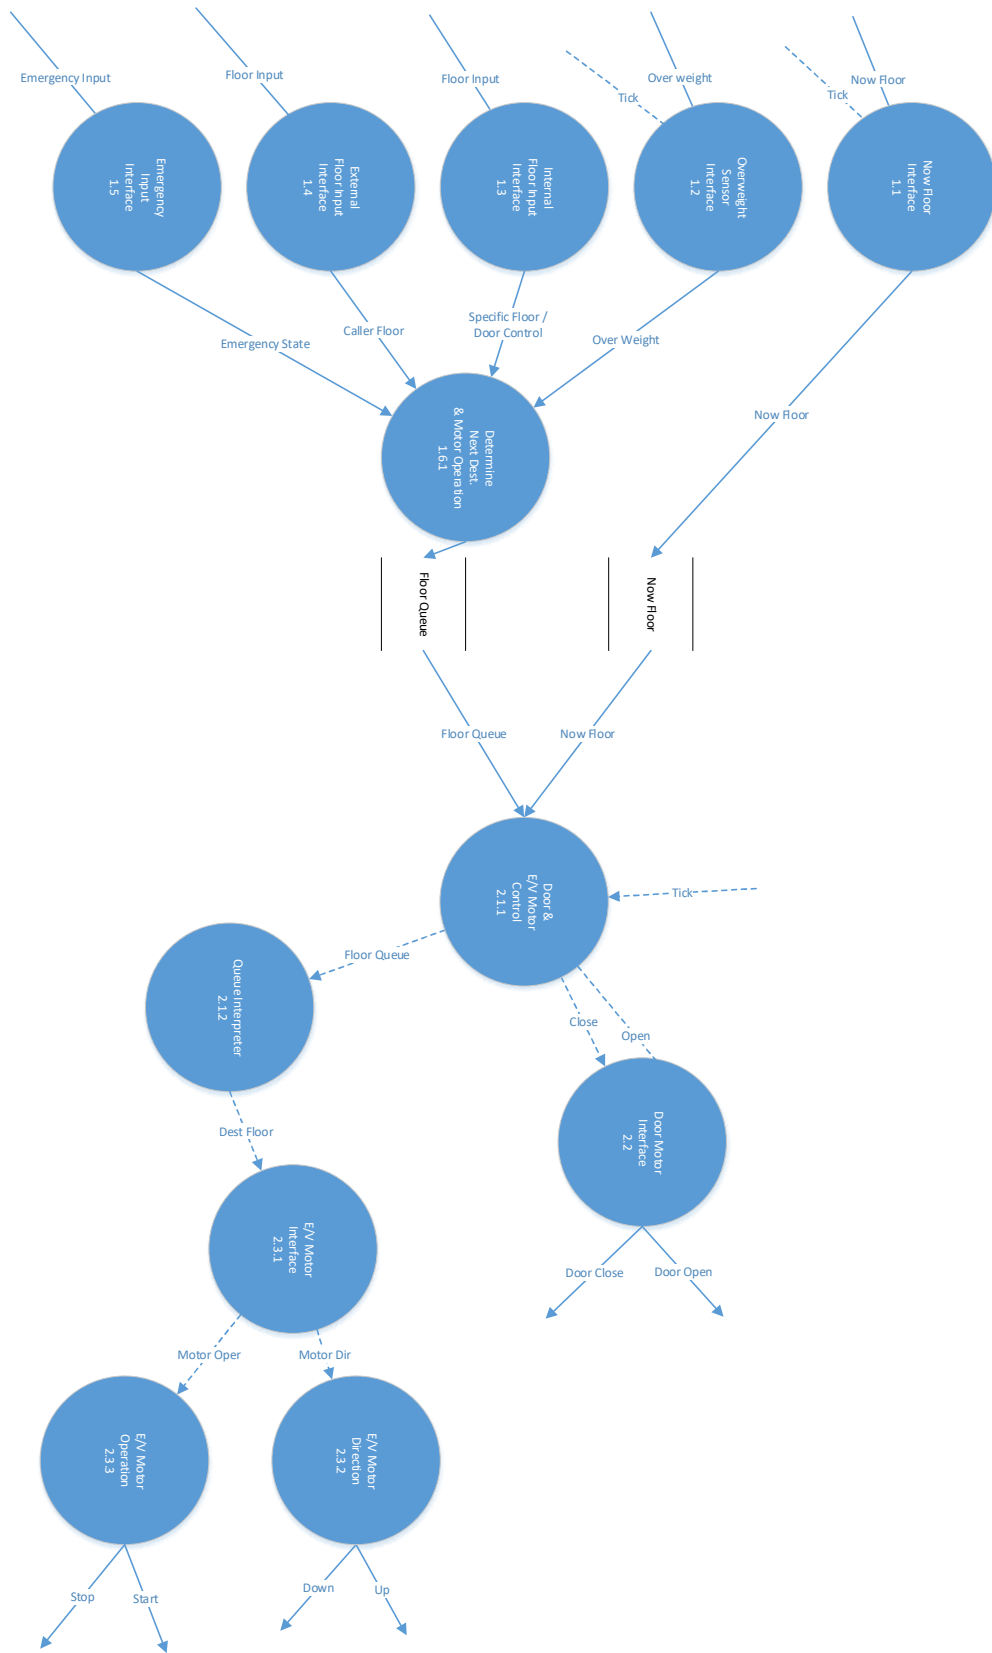 Emergency Input
Floor Input
Floor Input
Over weight
Tick
Now Floor
Tick
Emergency
Input
Interface
1.5
External
Floor Input
Interface
1.4
Internal
Floor Input
Interface
1.3
Overweight
Sensor
Interface
1.2
Now Floor
Interface
1.1
Emergency State
Caller Floor
Specific Floor /
Door Control
Over Weight
Now Floor
Determine
Next Dest.
& Motor Operation
1.6.1
Floor Queue
Now Floor
Floor Queue
Now Floor
Door &
E/V Motor
Control
2.1.1
Tick
Floor Queue
Queue Interpreter
2.1.2
Close
Open
Dest Floor
Door Motor
Interface
2.2
E/V Motor
Interface
2.3.1
Door Close
Door Open
Motor Oper
Motor Dir
E/V Motor
Operation
2.3.3
E/V Motor
Direction
2.3.2
Stop
Start
Down
Up